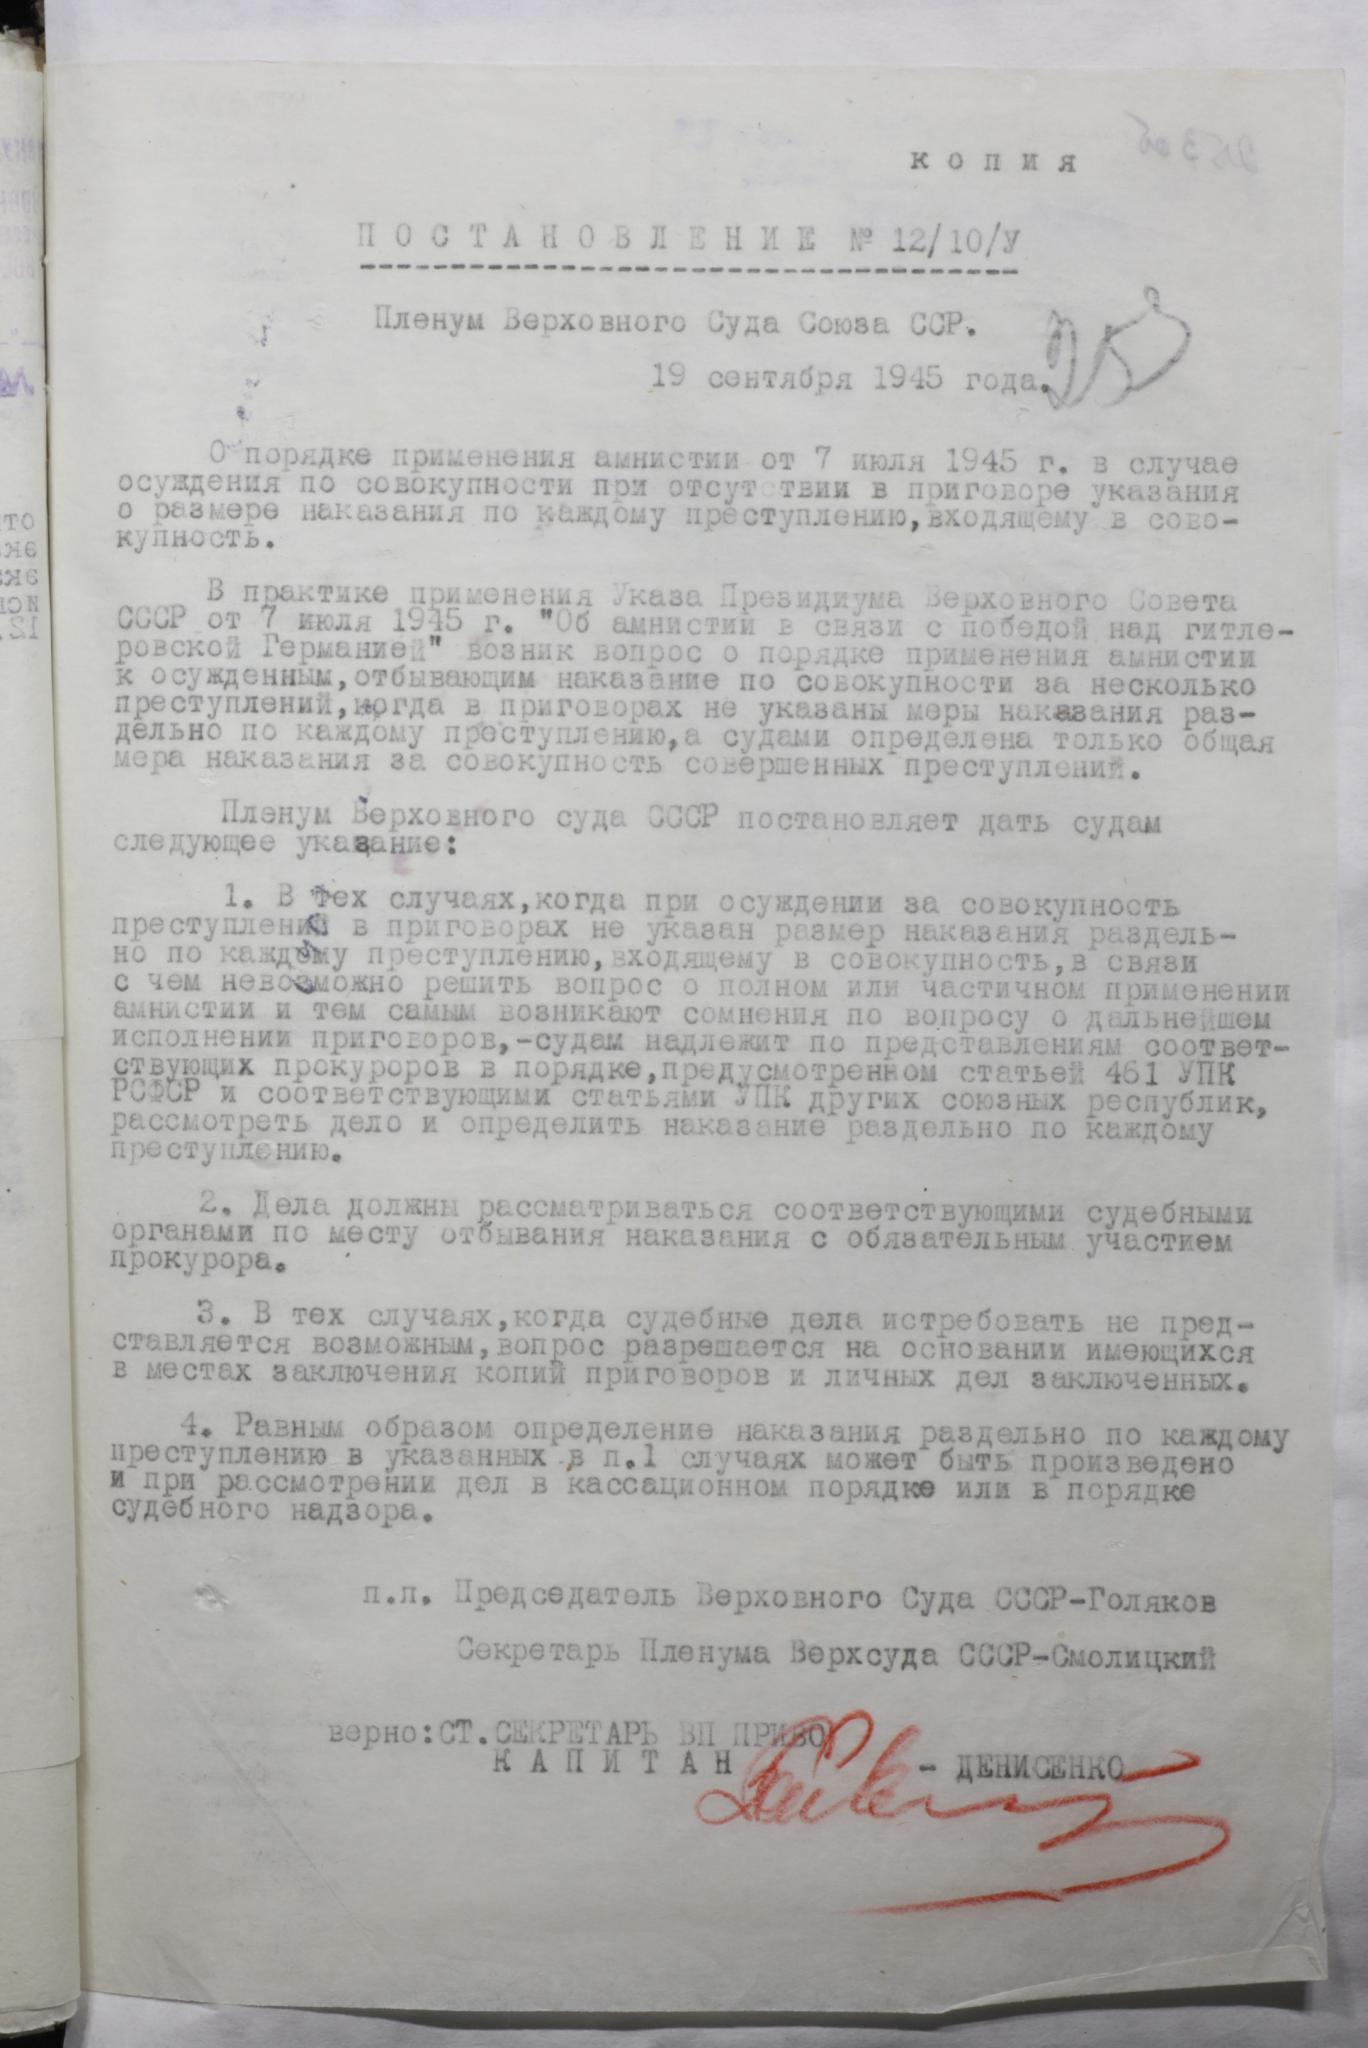 КОПИЯ
ПОСТАНОВЛЕНИЕ № 12/10/У
Пленум Верховного Суда Союза ССР.
19 сентября 1945 года.
О порядке применения амнистии от 7 июля 1945 г. в случае
осуждения по совокупности при отсутствии в приговоре указания
о размере наказания по каждому преступлению,входящему в сово-
купность.
В практике применения Указа Президиума Верховного Совета
СССР от 7 июля 1945 г. "Об амнистии в связи с победой над гитле-
ровской Германией" возник вопрос о порядке применения амнистии
к осужденным,отбывающим наказание по совокупности за несколько
преступлений,когда в приговорах не указаны меры наказания раз-
дельно по каждому преступлению,а судами определена только общая
мера наказания за совокупность совершенных преступлений.
Пленум Верховного суда СССР постановляет дать судам
следующее указание:
1. В тех случаях,когда при осуждении за совокупность
преступлений в приговорах не указан размер наказания раздель-
но по каждому преступлению,входящему в совокупность,в связи
с чем невозможно решить вопрос о полном или частичном применении
амнистии и тем самым возникают сомнения по вопросу о дальнейшем
исполнении приговоров,-судам надлежит по представлениям соответ-
ствующих прокуроров в порядке,предусмотренном статьей 461 УПК
РСФСР и соответствующими статьями УПК других союзных республик,
рассмотреть дело и определить наказание раздельно по каждому
преступлению.
2. Дела должны рассматриваться соответствующими судебными
органами по месту отбывания наказания с обязательным участием
прокурора.
3. В тех случаях,когда судебные дела истребовать не пред-
ставляется возможным,вопрос разрешается на основании имеющихся
в местах заключения копий приговоров и личных дел заключенных.
4. Равным образом определение наказания раздельно по каждому
преступлению в указанных в п.1 случаях может быть произведено
и при рассмотрении дел в кассационном порядке или в порядке
судебного надзора.
п.п. Председатель Верховного Суда СССР-Голяков
Секретарь Пленума Верхсуда СССР-Смолицкий
верно:СТ.СЕКРЕТАРЬ ВП ПРИВО
КАПИТАН - ДЕНИСЕНКО